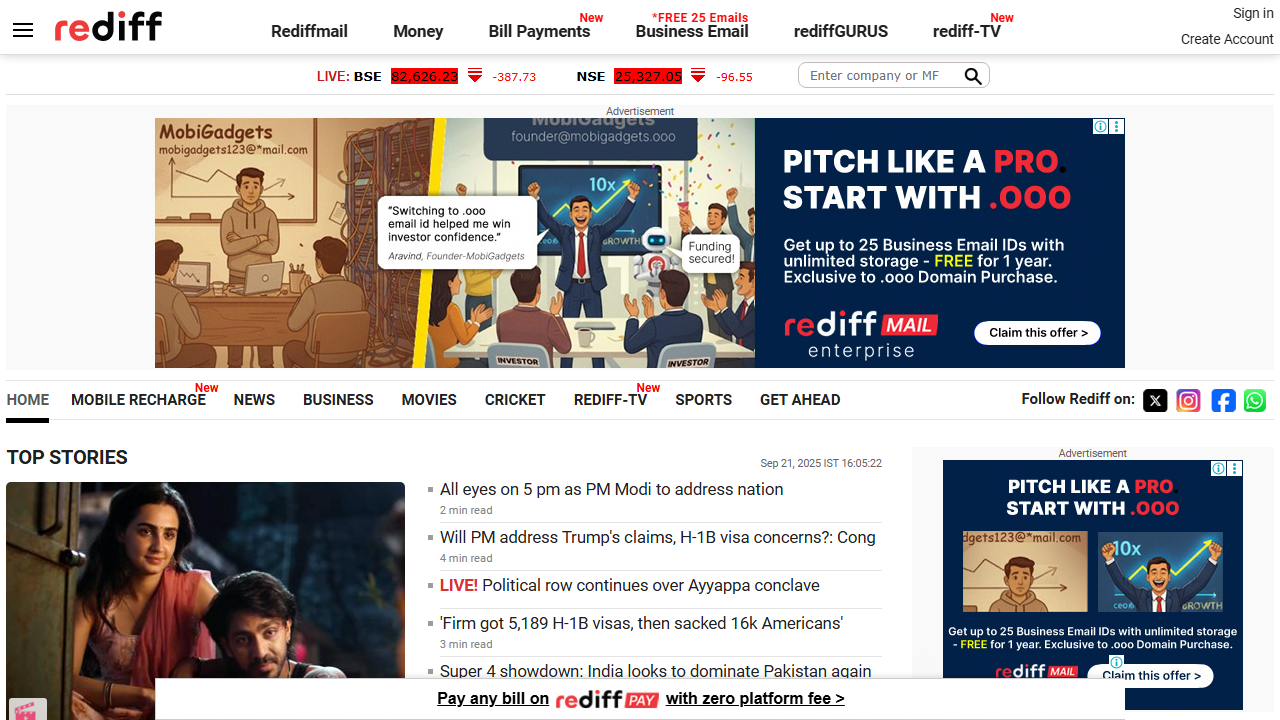 rediff
Rediffmail
Money
Bill Payments
New
*FREE 25 Emails
Business Email
rediffGURUS
rediff-TV
New
Sign in
Create Account
LIVE: BSE 82,626.23 -387.73 NSE 25,327.05 -96.55
Enter company or MF
Advertisement
MobiGadgets
mobigadgets123@*mail.com
MobiGadgets
founder@mobigadgets.ooo
10x
GROWTH
"Switching to .ooo
email id helped me win
investor confidence."
Aravind, Founder-MobiGadgets
Funding
secured!
INVESTOR
INVESTOR
PITCH LIKE A PRO.
START WITH .OOO
Get up to 25 Business Email IDs with
unlimited storage - FREE for 1 year.
Exclusive to .ooo Domain Purchase.
rediff MAIL
enterprise
Claim this offer >
HOME
MOBILE RECHARGE
New
NEWS
BUSINESS
MOVIES
CRICKET
REDIFF-TV
New
SPORTS
GET AHEAD
Follow Rediff on:
TOP STORIES
Sep 21, 2025 IST 16:05:22
All eyes on 5 pm as PM Modi to address nation
2 min read
Will PM address Trump's claims, H-1B visa concerns?: Cong
4 min read
LIVE! Political row continues over Ayyappa conclave
'Firm got 5,189 H-1B visas, then sacked 16k Americans'
3 min read
Super 4 showdown: India looks to dominate Pakistan again
Advertisement
PITCH LIKE A PRO.
START WITH .OOO
dgets123@*mail.com
10x
GROWTH
Get up to 25 Business Email IDs with unlimited storage
- FREE for 1 year. Exclusive to .ooo Domain Purchase.
rediff MAIL
Claim this offer >
Pay any bill on rediff PAY with zero platform fee >